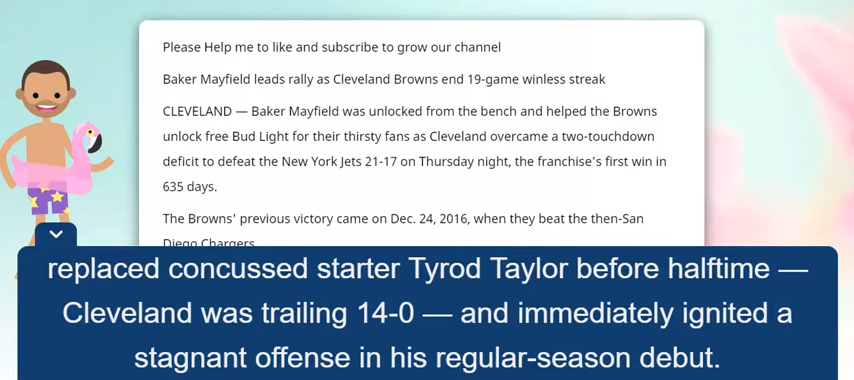 Please Help me to like and subscribe to grow our channel
Baker Mayfield leads rally as Cleveland Browns end 19-game winless streak
CLEVELAND — Baker Mayfield was unlocked from the bench and helped the Browns
unlock free Bud Light for their thirsty fans as Cleveland overcame a two-touchdown
deficit to defeat the New York Jets 21-17 on Thursday night, the franchise's first win in
635 days.
The Browns' previous victory came on Dec. 24, 2016, when they beat the then-San
Diego Chargers
replaced concussed starter Tyrod Taylor before halftime —
Cleveland was trailing 14-0 — and immediately ignited a
stagnant offense in his regular-season debut.